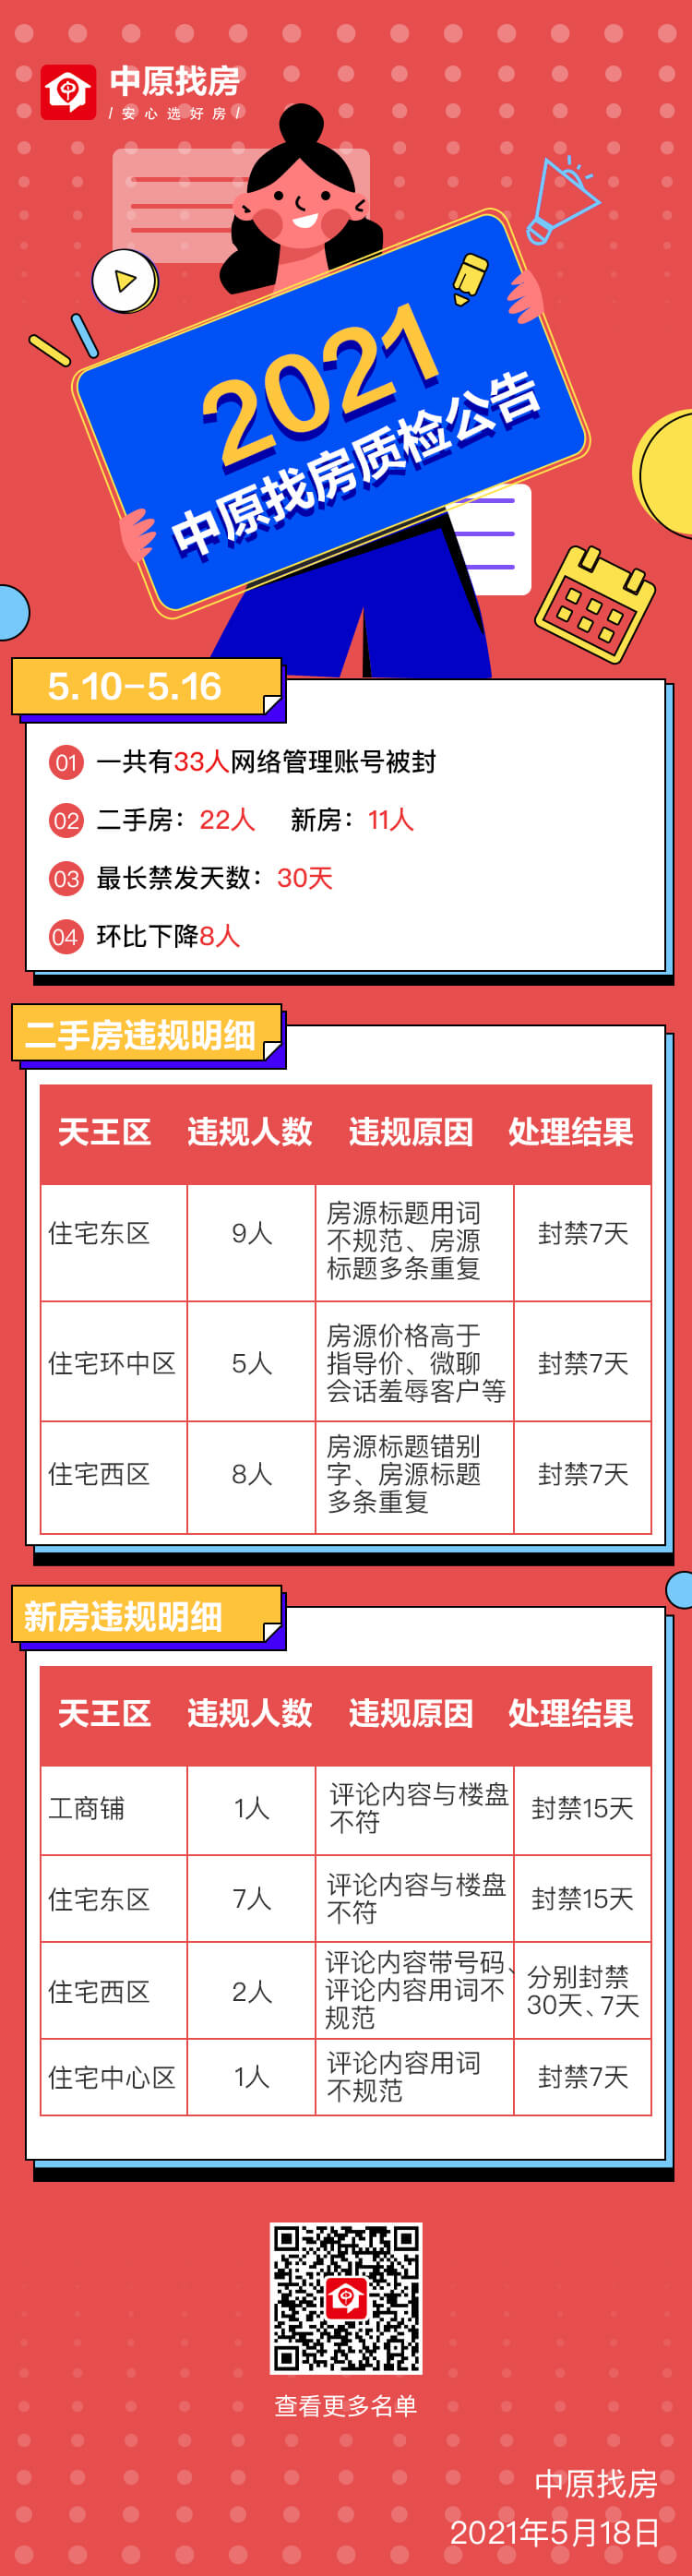 中原找房
/ 安 心 选 好 房 /
2021
中原找房质检公告
5.10-5.16
01 一共有33人网络管理账号被封
02 二手房：22人 新房：11人
03 最长禁发天数：30天
04 环比下降8人
二手房违规明细
天王区 违规人数 违规原因 处理结果
住宅东区 9人 房源标题用词
不规范、房源
标题多条重复 封禁7天
住宅环中区 5人 房源价格高于
指导价、微聊
会话羞辱客户等 封禁7天
住宅西区 8人 房源标题错别
字、房源标题
多条重复 封禁7天
新房违规明细
天王区 违规人数 违规原因 处理结果
工商铺 1人 评论内容与楼盘
不符 封禁15天
住宅东区 7人 评论内容与楼盘
不符 封禁15天
住宅西区 2人 评论内容带号码、
评论内容用词不
规范 分别封禁
30天、7天
住宅中心区 1人 评论内容用词
不规范 封禁7天
查看更多名单
中原找房
2021年5月18日